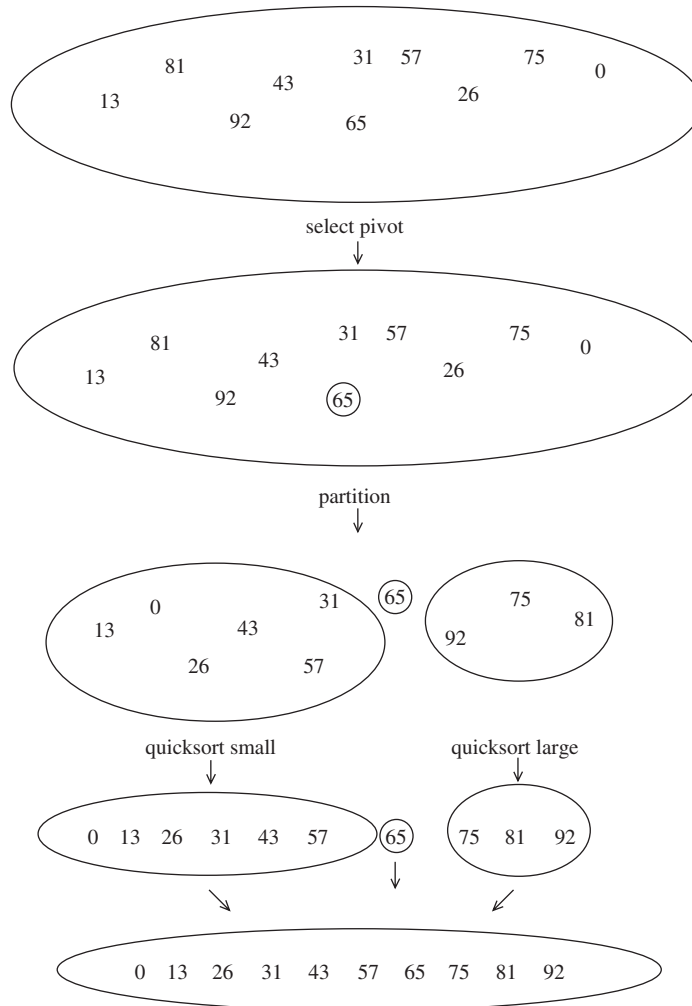 31 57 75
81 0
43 26
13
92 65
select pivot
31 57 75
81 0
43
26
13
92 65
partition
0 31 65 75
13 43 81
26 57 92
quicksort small quicksort large
0 13 26 31 43 57 65 75 81 92
0 13 26 31 43 57 65 75 81 92